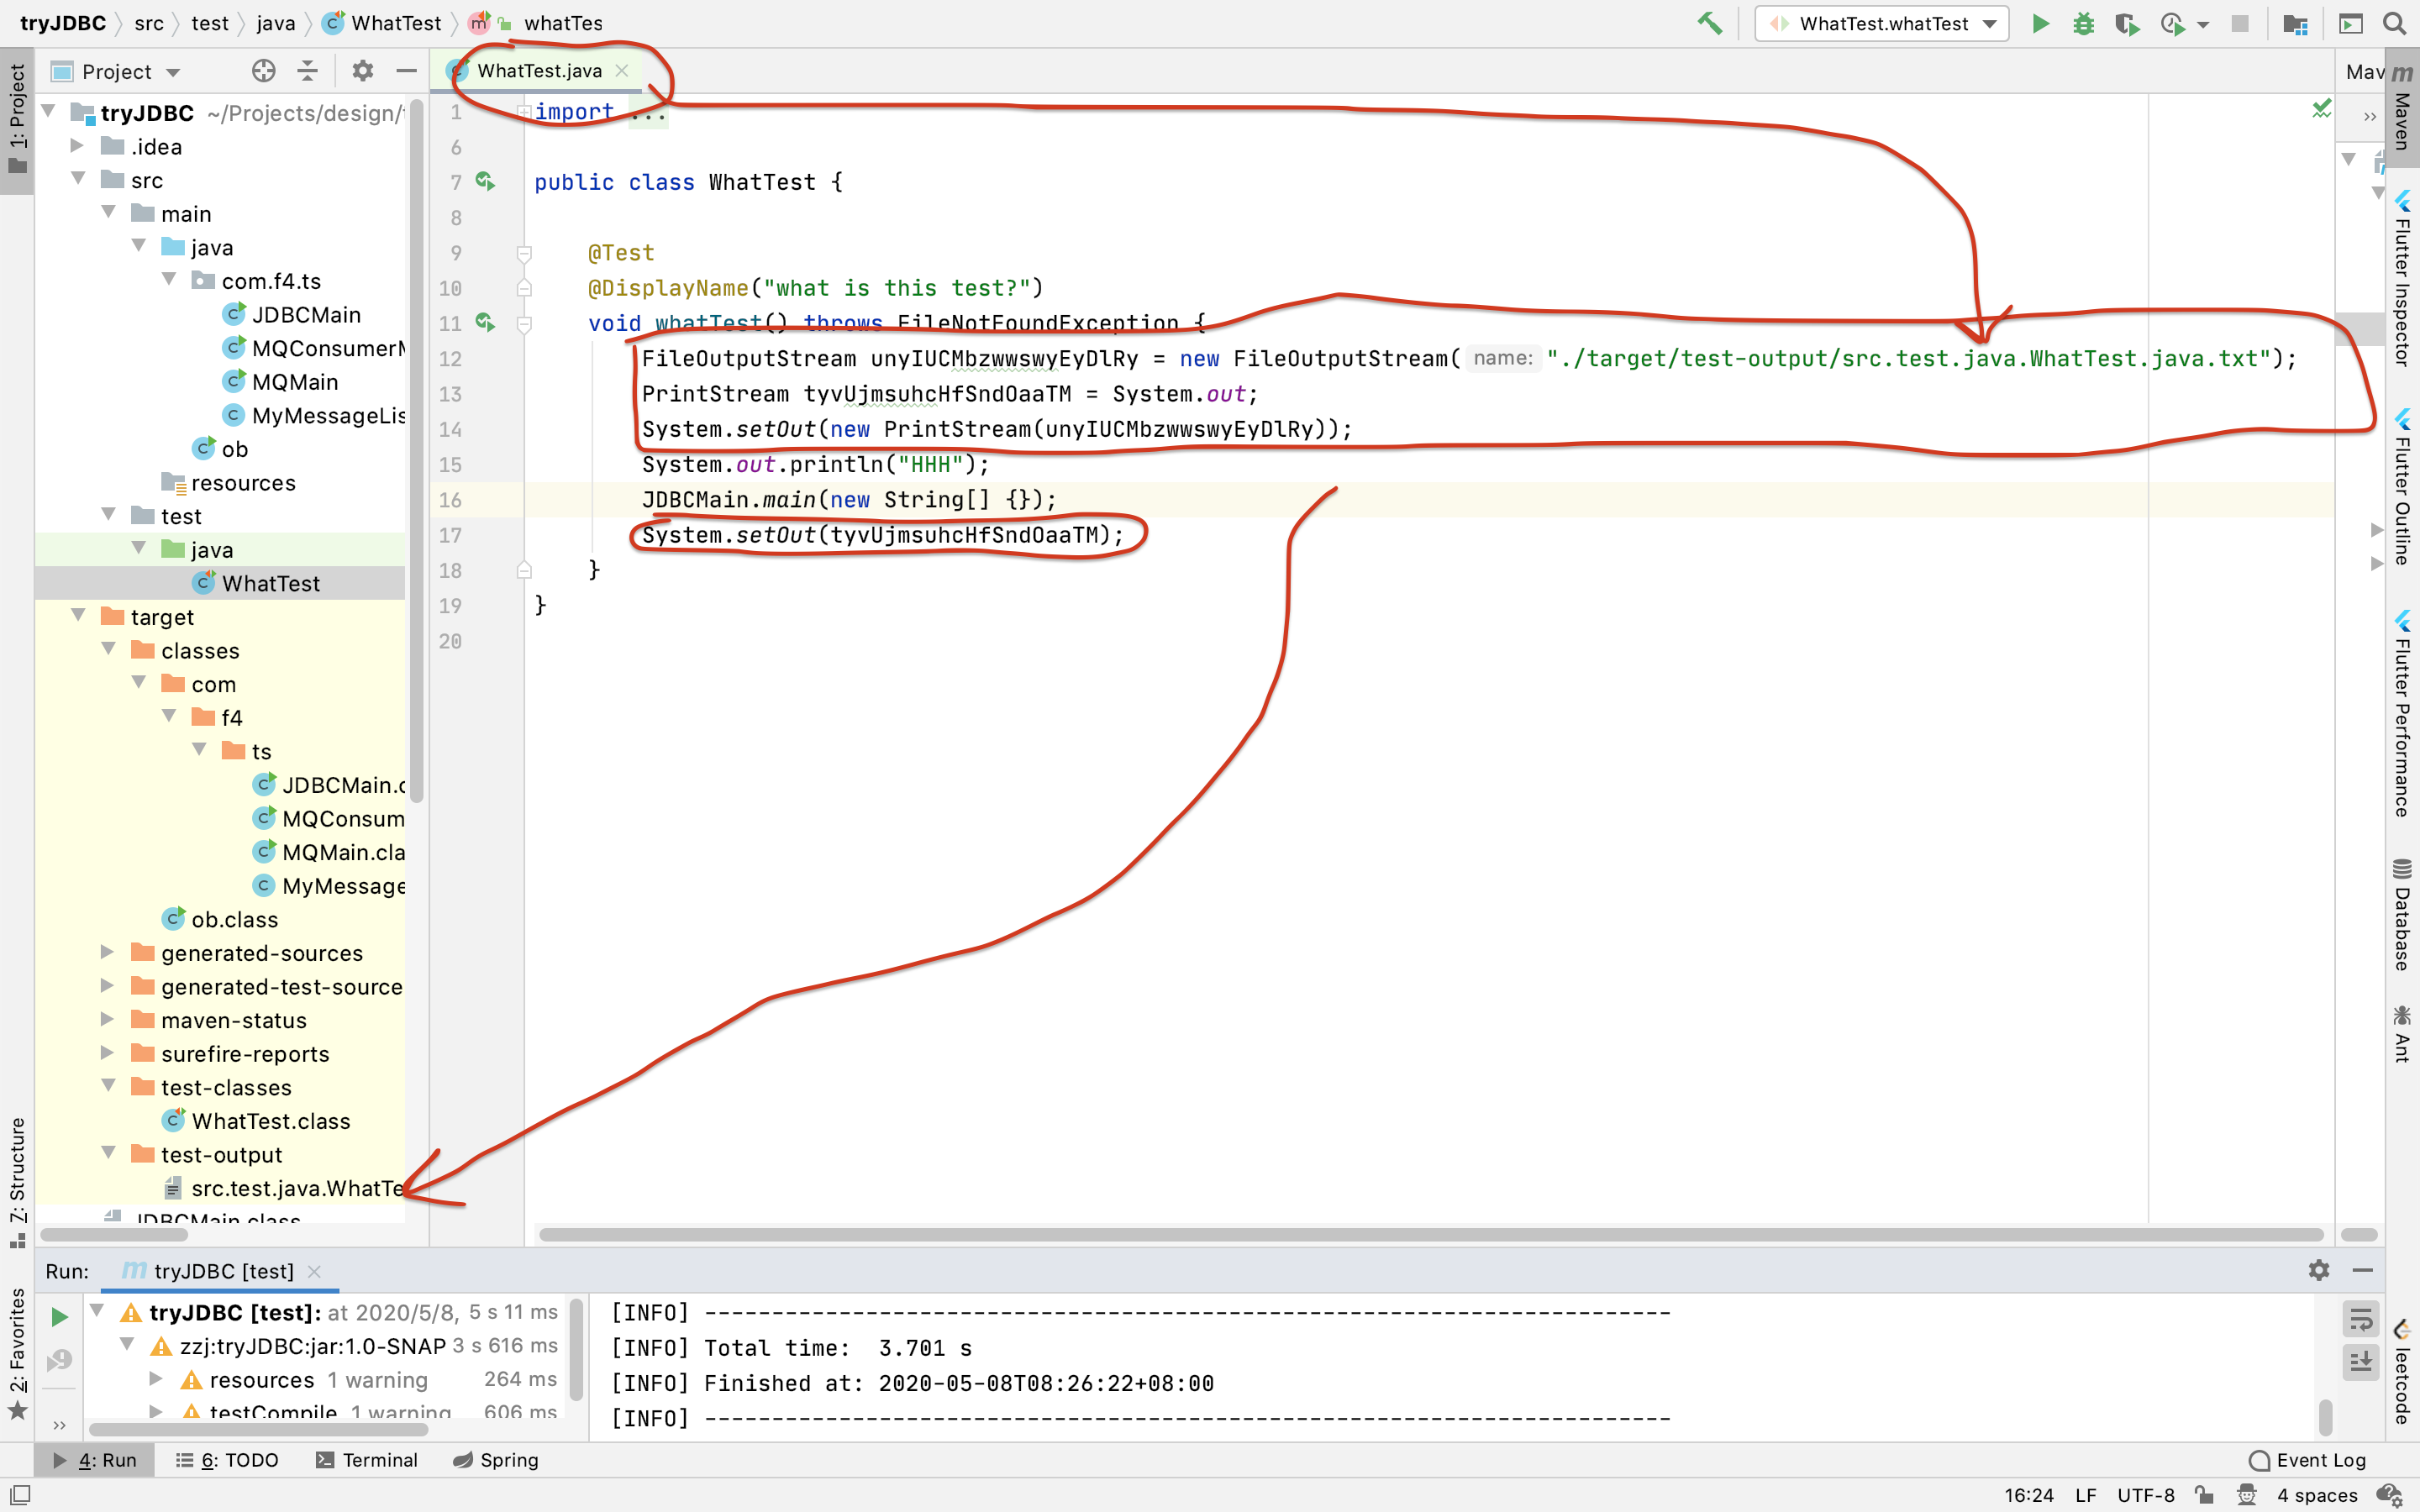 tryJDBC src test java WhatTest whatTes
WhatTest.whatTest
1: Project
Project
tryJDBC ~/Projects/design/
.idea
src
main
java
com.f4.ts
JDBCMain
MQConsumer
MQMain
MyMessageLis
ob
resources
test
java
WhatTest
target
classes
com
f4
ts
JDBCMain.c
MQConsum
MQMain.cla
MyMessage
ob.class
generated-sources
generated-test-source
maven-status
surefire-reports
test-classes
WhatTest.class
test-output
src.test.java.WhatTe
JDBCMain.class
WhatTest.java
1 import ...
6
7 public class WhatTest {
8
9 @Test
10 @DisplayName("what is this test?")
11 void whatTest() throws FileNotFoundException {
12 FileOutputStream unyIUCMbzwwswyEyDlRy = new FileOutputStream( name: "./target/test-output/src.test.java.WhatTest.java.txt");
13 PrintStream tyvUjmsuhcHfSndOaaTM = System.out;
14 System.setOut(new PrintStream(unyIUCMbzwwswyEyDlRy));
15 System.out.println("HHH");
16 JDBCMain.main(new String[] {});
17 System.setOut(tyvUjmsuhcHfSndOaaTM);
18 }
19 }
20
Mav
Maven
Flutter Inspector
Flutter Outline
Flutter Performance
Database
Ant
leetcode
7: Structure
2: Favorites
Run: tryJDBC [test]
tryJDBC [test]: at 2020/5/8, 5 s 11 ms
zzj:tryJDBC:jar:1.0-SNAP 3 s 616 ms
resources 1 warning 264 ms
testCompile 1 warning 606 ms
[INFO] ------------------------------------------------------------------------
[INFO] Total time: 3.701 s
[INFO] Finished at: 2020-05-08T08:26:22+08:00
[INFO] ------------------------------------------------------------------------
4: Run 6: TODO Terminal Spring Event Log
16:24 LF UTF-8 4 spaces